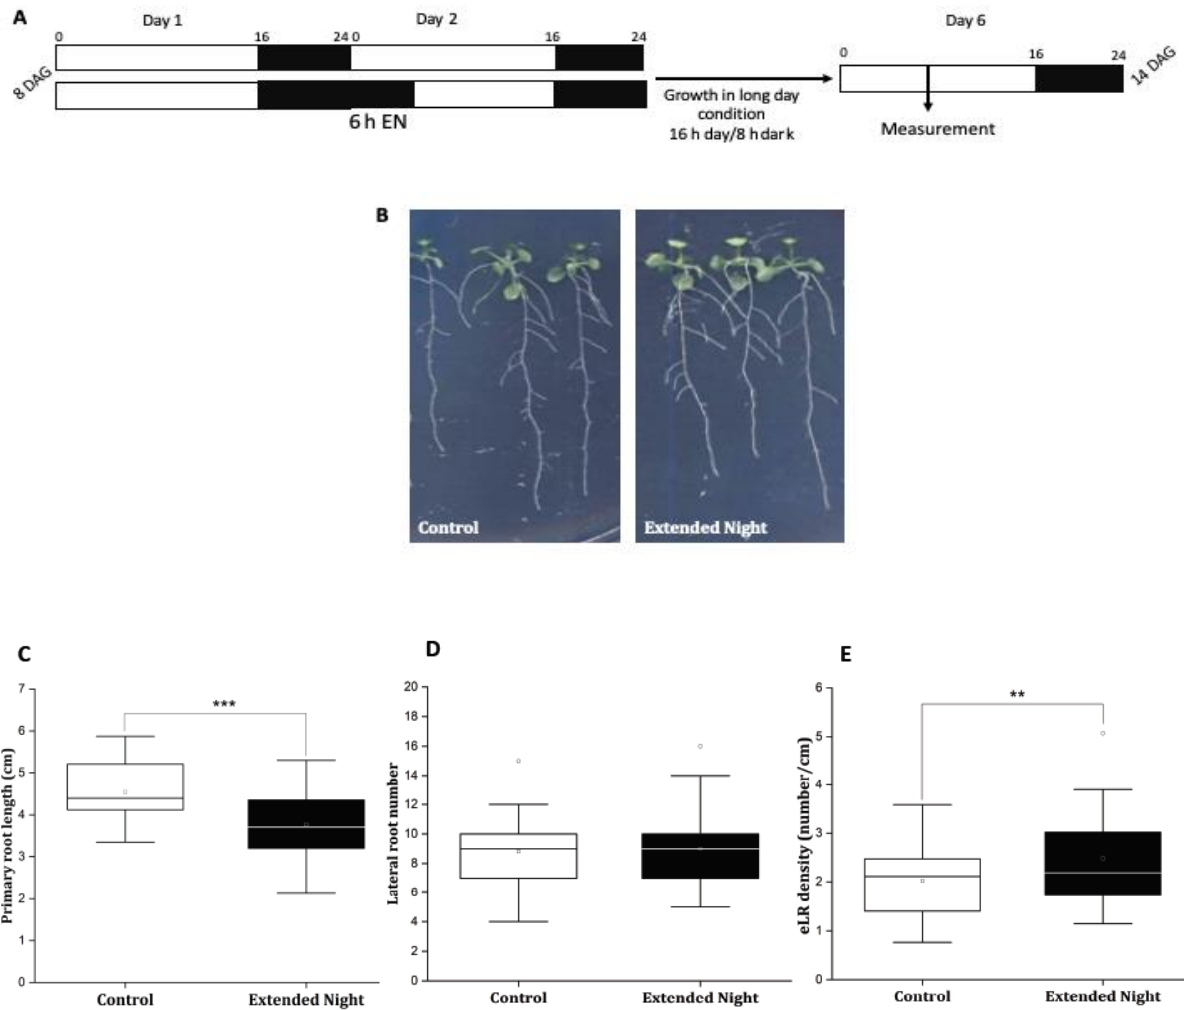 A
Day 1
Day 2
Day 6
0
16
24 0
16
24
0
16
24
8 DAG
14 DAG
6 h EN
Growth in long day
condition
16 h day/8 h dark
Measurement
B
Control
Extended Night
C
D
E
7
6
5
4
3
2
1
0
Primary root length (cm)
***
Control
Extended Night
20
18
16
14
12
10
8
6
4
2
0
Lateral root number
Control
Extended Night
6
5
4
3
2
1
0
eLR density (number/cm)
**
Control
Extended Night